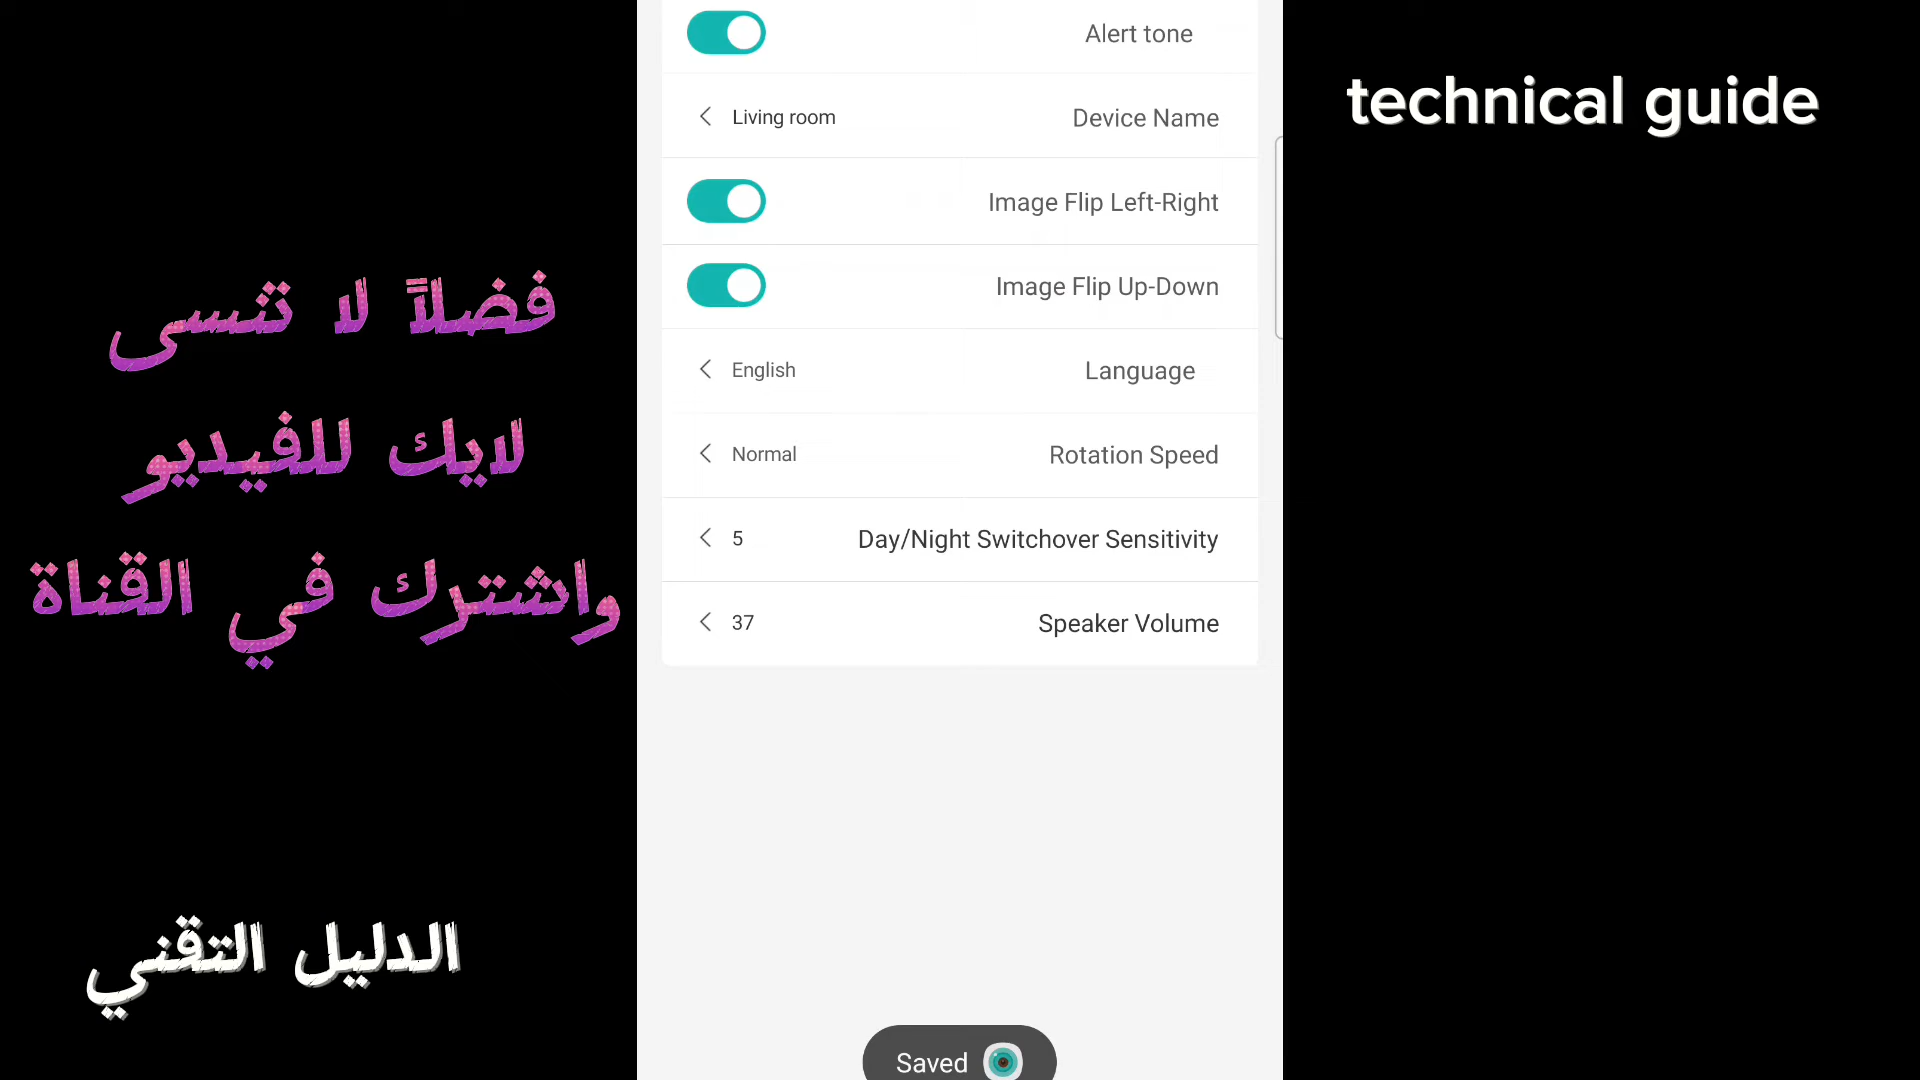 Alert tone
technical guide
Living room Device Name
Image Flip Left-Right
فضلاً لا تنسى
Image Flip Up-Down
English Language
لايك للفيديو
Normal Rotation Speed
5 Day/Night Switchover Sensitivity
واشترك في القناة
37 Speaker Volume
الدليل التقني
Saved